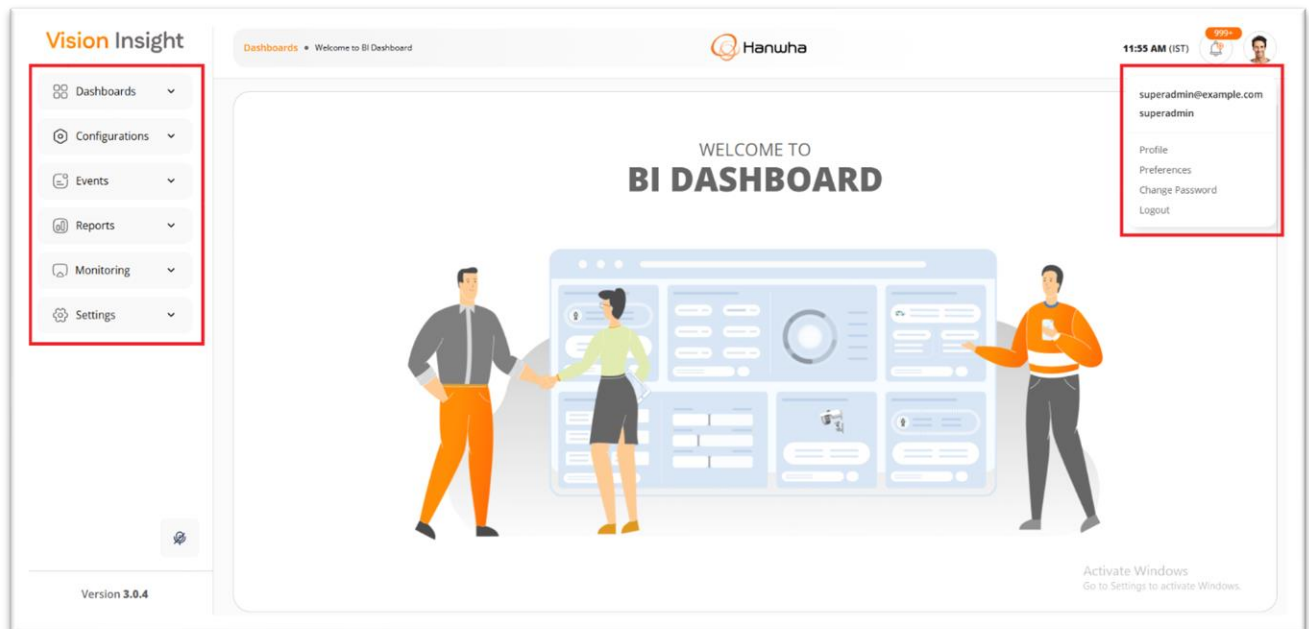 Vision Insight
Dashboards • Welcome to BI Dashboard
Hanwha
11:55 AM (IST)
999+
Dashboards
Configurations
Events
Reports
Monitoring
Settings
Version 3.0.4
superadmin@example.com
superadmin
Profile
Preferences
Change Password
Logout
WELCOME TO
BI DASHBOARD
Activate Windows
Go to Settings to activate Windows.